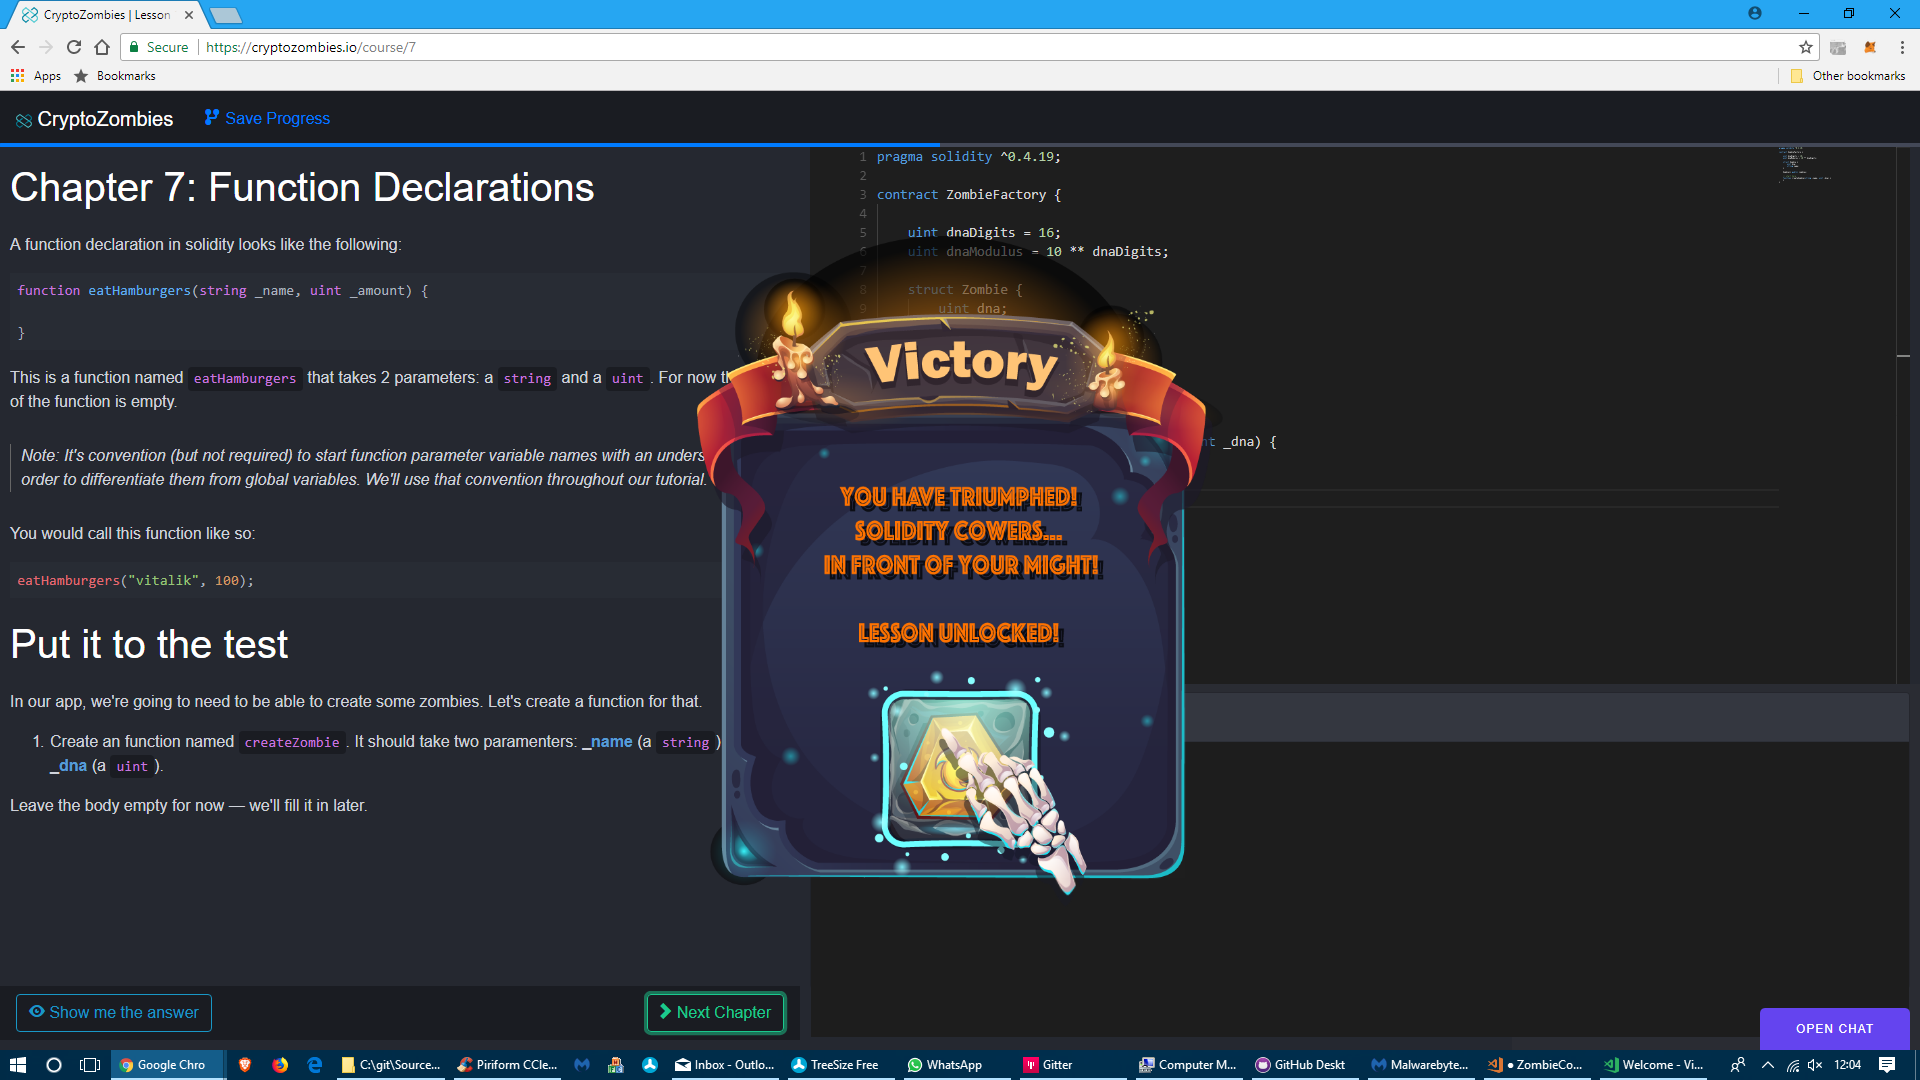 CryptoZombies | Lesson
Secure
https://cryptozombies.io/course/7
Apps
Bookmarks
Other bookmarks
CryptoZombies
Save Progress
Chapter 7: Function Declarations
A function declaration in solidity looks like the following:
function eatHamburgers(string _name, uint _amount) {
}
This is a function named eatHamburgers that takes 2 parameters: a string and a uint . For now th
of the function is empty.
Note: It's convention (but not required) to start function parameter variable names with an unders
order to differentiate them from global variables. We'll use that convention throughout our tutorial.
You would call this function like so:
eatHamburgers("vitalik", 100);
Put it to the test
In our app, we're going to need to be able to create some zombies. Let's create a function for that.
1. Create an function named createZombie . It should take two paramenters: _name (a string )
_dna (a uint ).
Leave the body empty for now — we'll fill it in later.
Show me the answer
Next Chapter
1 pragma solidity ^0.4.19;
2
3 contract ZombieFactory {
4
5 uint dnaDigits = 16;
6 uint dnaModulus = 10 ** dnaDigits;
7
8 struct Zombie {
9 uint dna;
nt _dna) {
Victory
YOU HAVE TRIUMPHED!
SOLIDITY COWERS...
IN FRONT OF YOUR MIGHT!
LESSON UNLOCKED!
OPEN CHAT
Google Chro
C:\git\Source...
Piriform CCle...
Inbox - Outlo...
TreeSize Free
WhatsApp
Gitter
Computer M...
GitHub Deskt
Malwarebyte...
● ZombieCo...
Welcome - Vi...
12:04